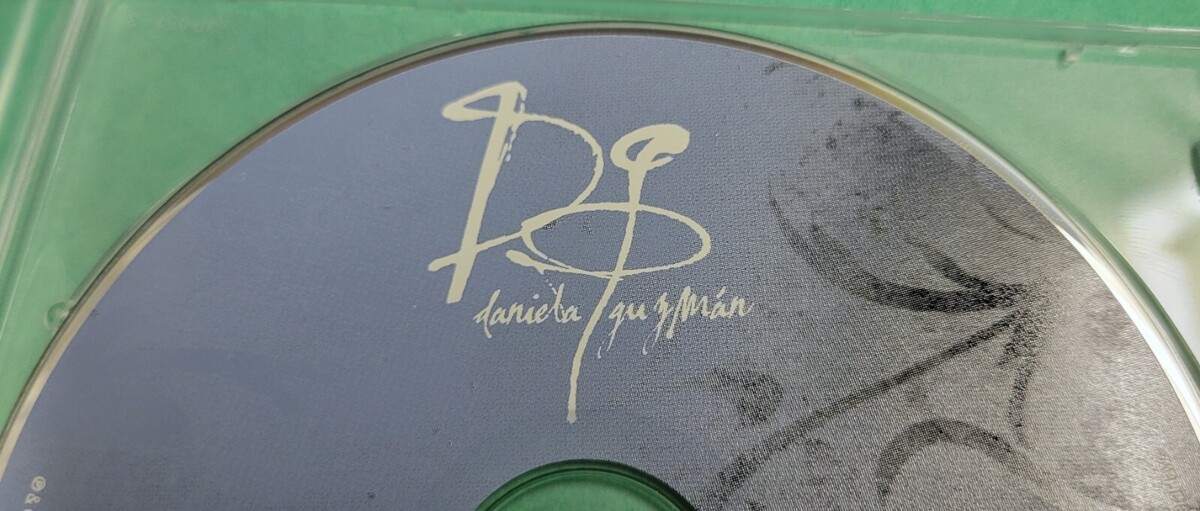 DG
daniela guzmán
℗ &